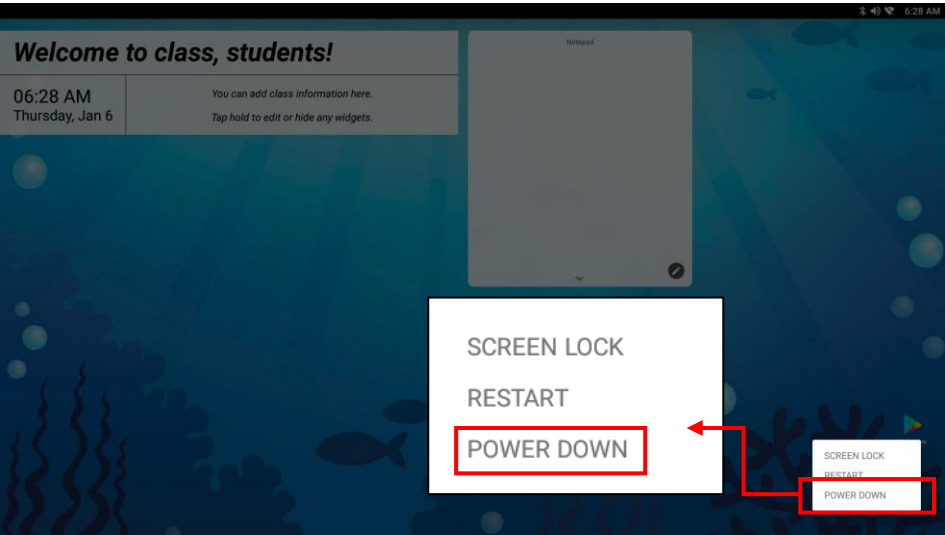 6:28 AM
Welcome to class, students!
06:28 AM
Thursday, Jan 6
You can add class information here.
Tap hold to edit or hide any widgets.
Notepad
SCREEN LOCK
RESTART
POWER DOWN
SCREEN LOCK
RESTART
POWER DOWN